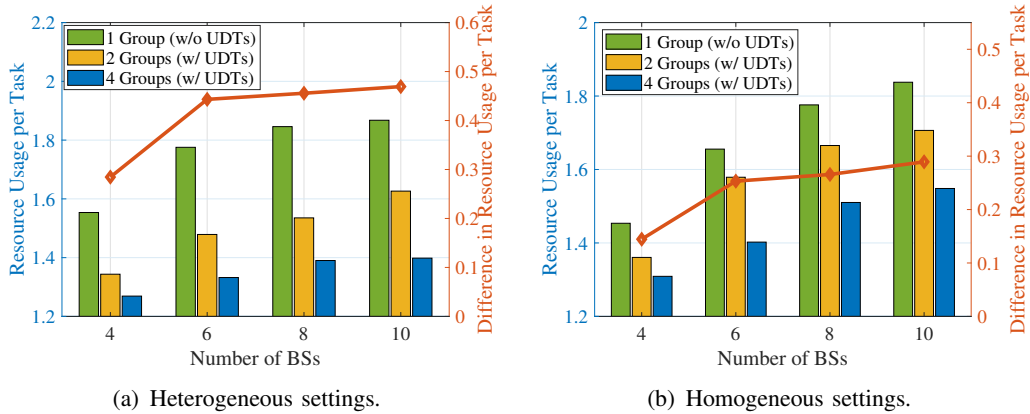 2.2
2
1.8
1.6
1.4
1.2
Resource Usage per Task
1 Group (w/o UDTs)
2 Groups (w/ UDTs)
4 Groups (w/ UDTs)
0.6
0.5
0.4
0.3
0.2
0.1
0
Difference in Resource Usage per Task
4 6 8 10
Number of BSs
(a) Heterogeneous settings.
2
1.8
1.6
1.4
1.2
Resource Usage per Task
1 Group (w/o UDTs)
2 Groups (w/ UDTs)
4 Groups (w/ UDTs)
0.5
0.4
0.3
0.2
0.1
0
Difference in Resource Usage per Task
4 6 8 10
Number of BSs
(b) Homogeneous settings.